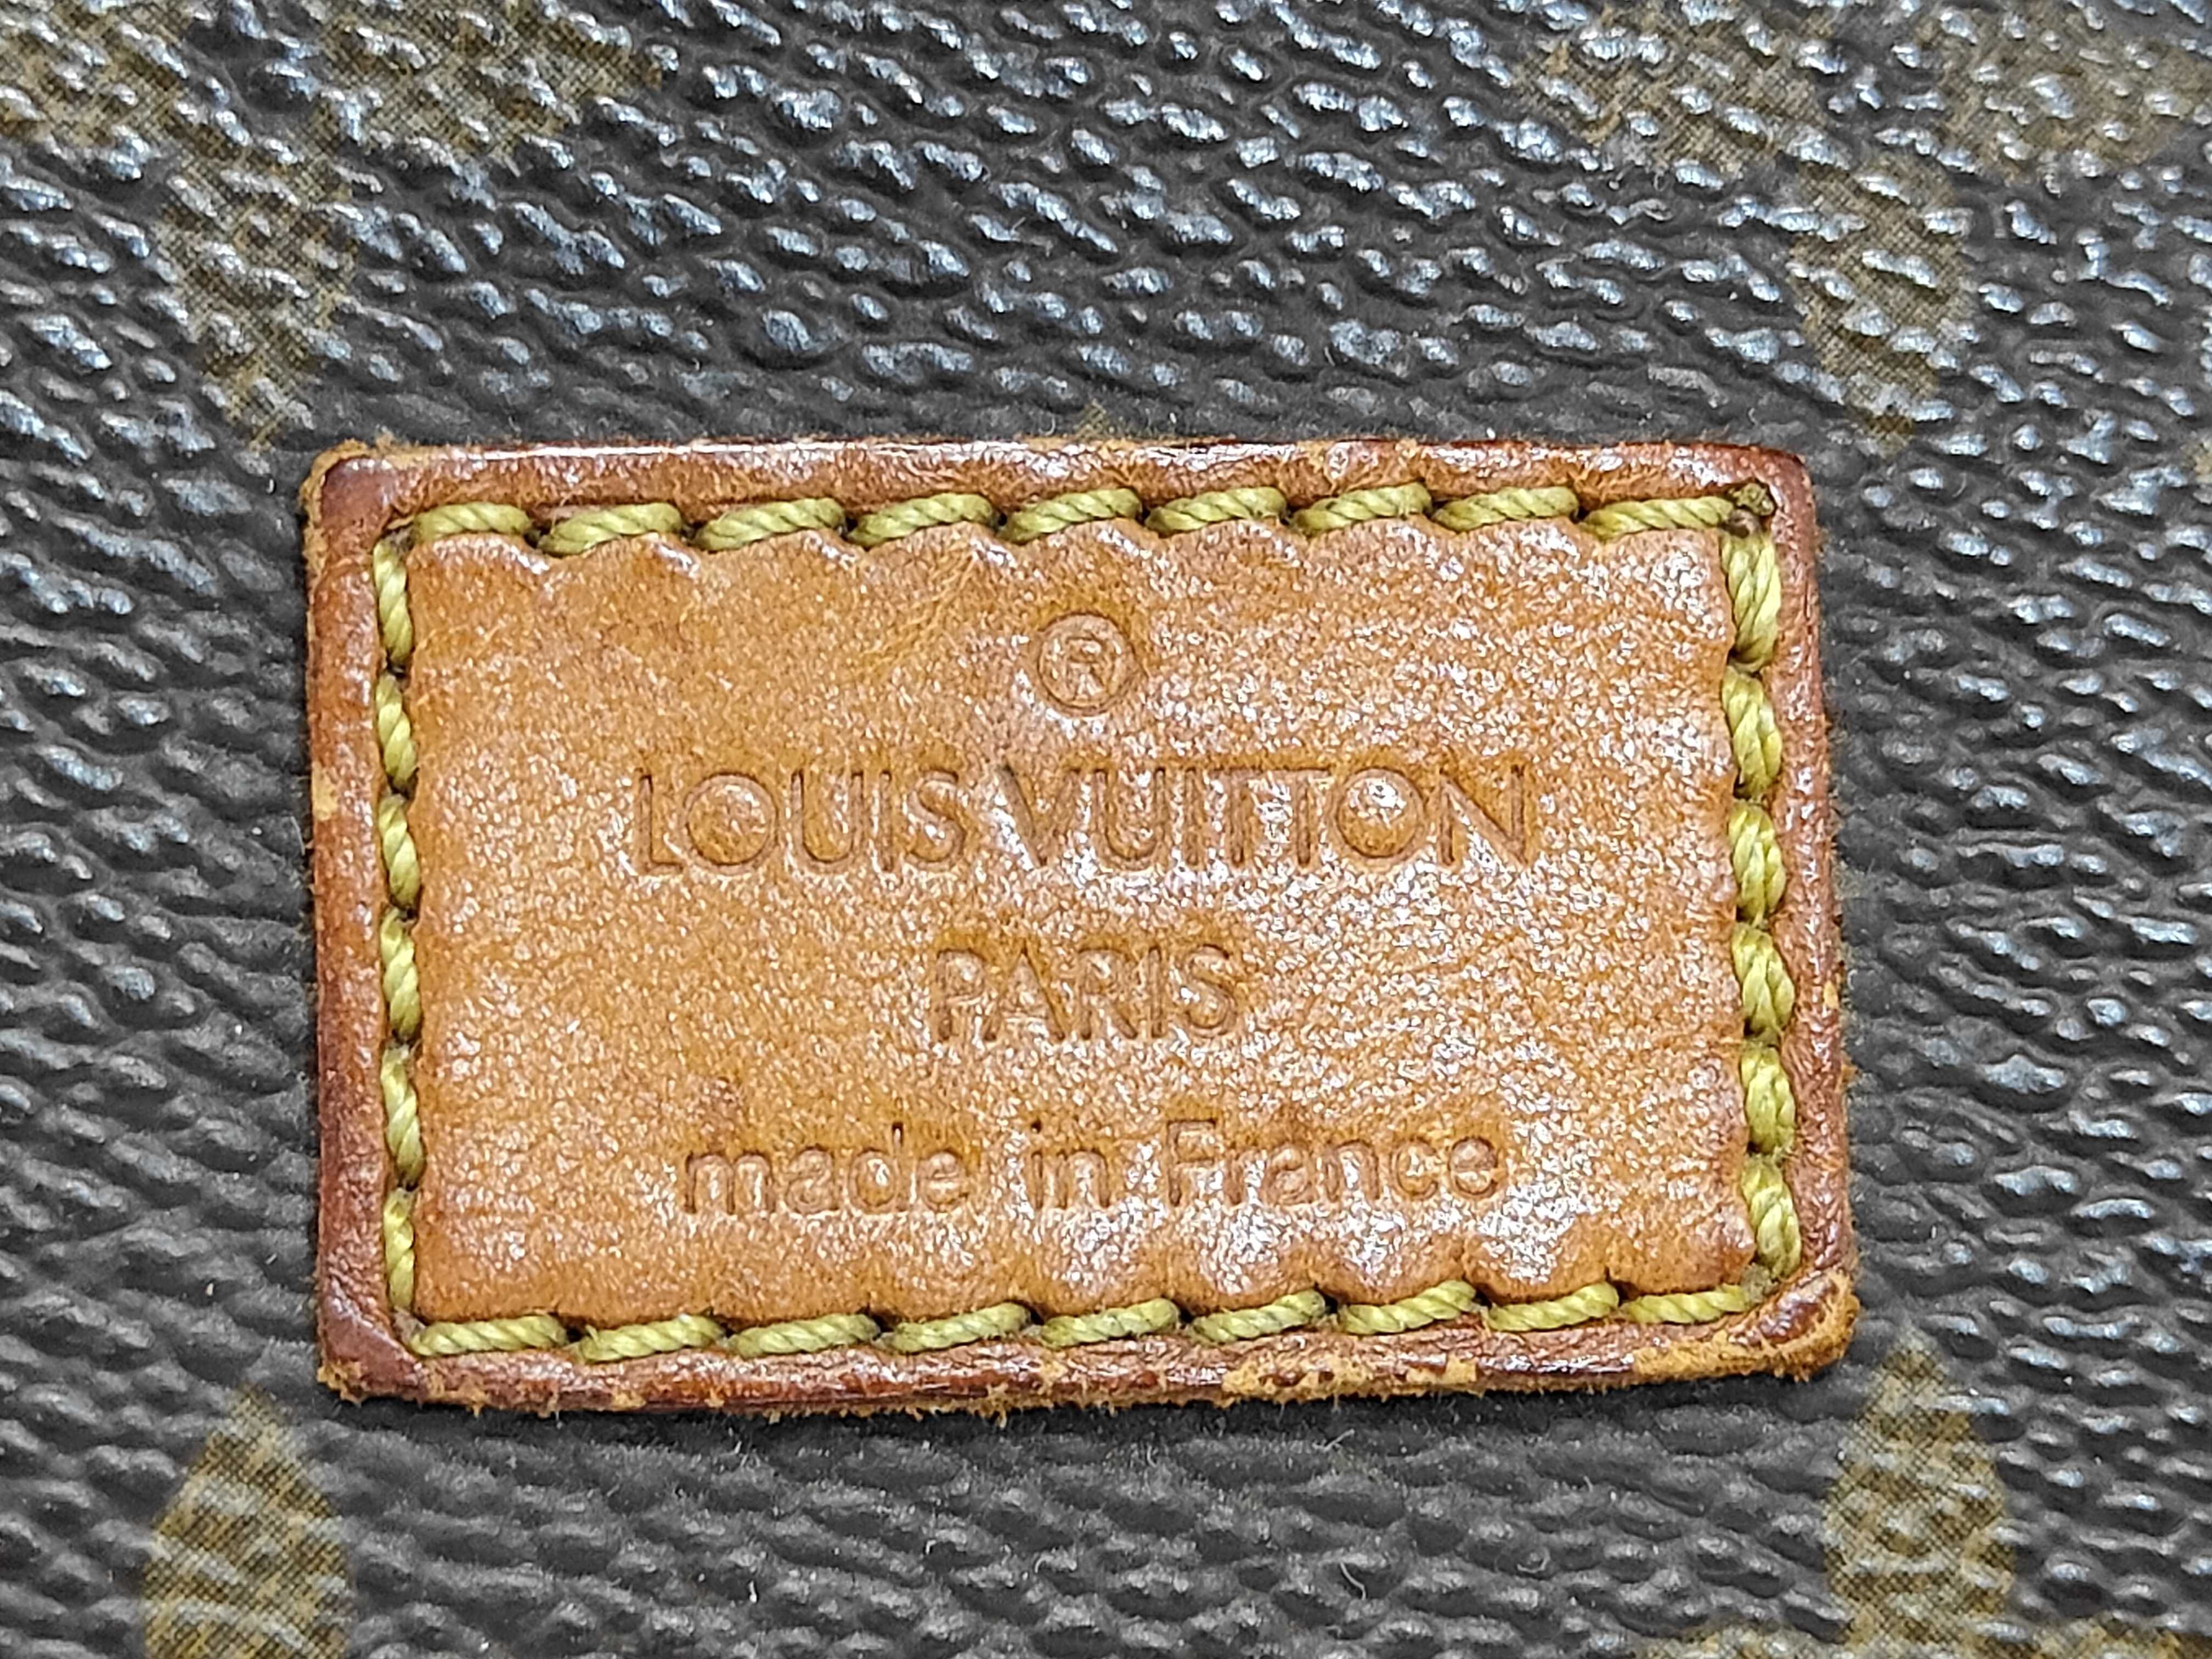 ®
LOUIS VUITTON
PARIS
made in France